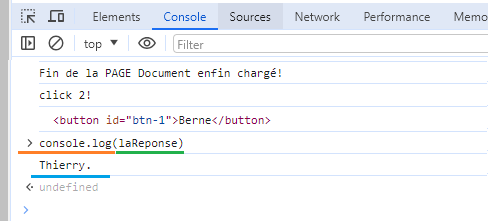 Elements Console Sources Network Performance Memo
top Filter
Fin de la PAGE Document enfin chargé!
click 2!
<button id="btn-1">Berne</button>
> console.log(laReponse)
Thierry.
undefined
>